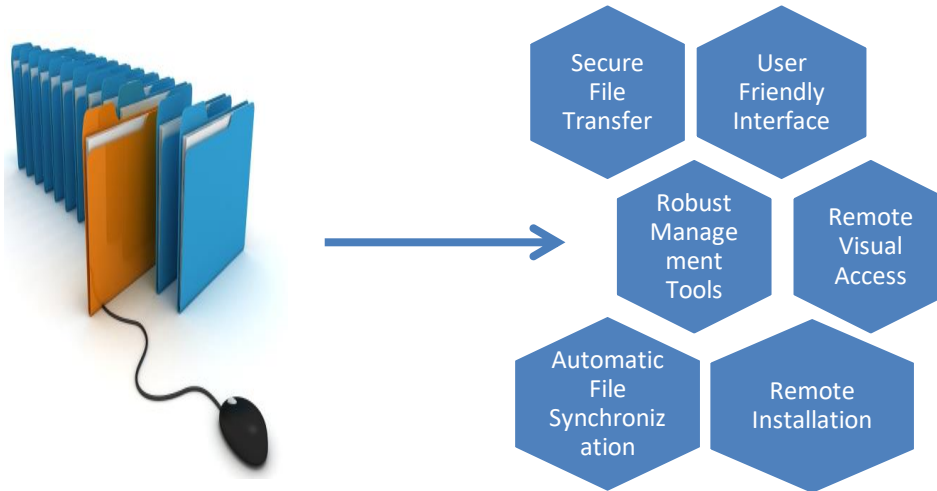 Secure
File
Transfer
User
Friendly
Interface
Robust
Manage
ment
Tools
Remote
Visual
Access
Automatic
File
Synchroniz
ation
Remote
Installation